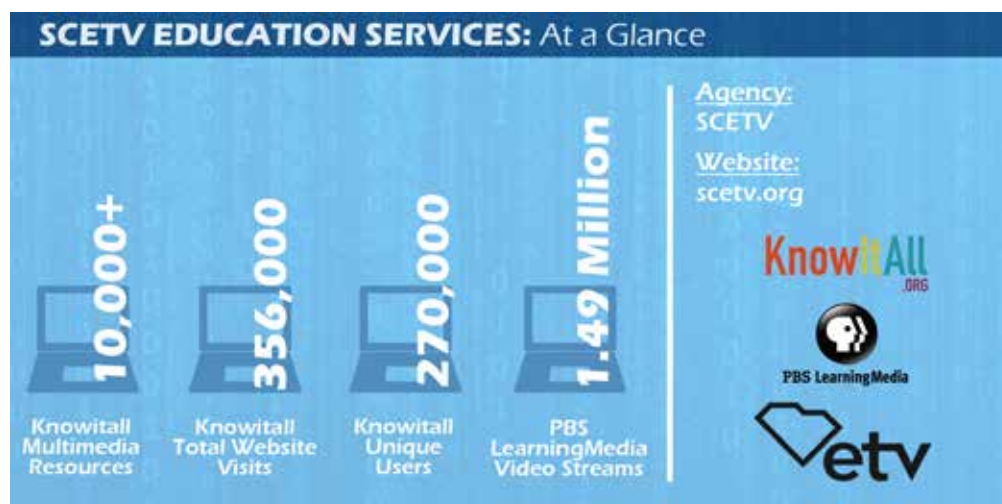 SCETV EDUCATION SERVICES: At a Glance
10,000+
Knowitall
Multimedia
Resources
356,000
Knowitall
Total Website
Visits
270,000
Knowitall
Unique
Users
1.49 Million
PBS
LearningMedia
Video Streams
Agency:
SCETV
Website:
scetv.org
KnowItAll
.ORG
PBS LearningMedia
etv